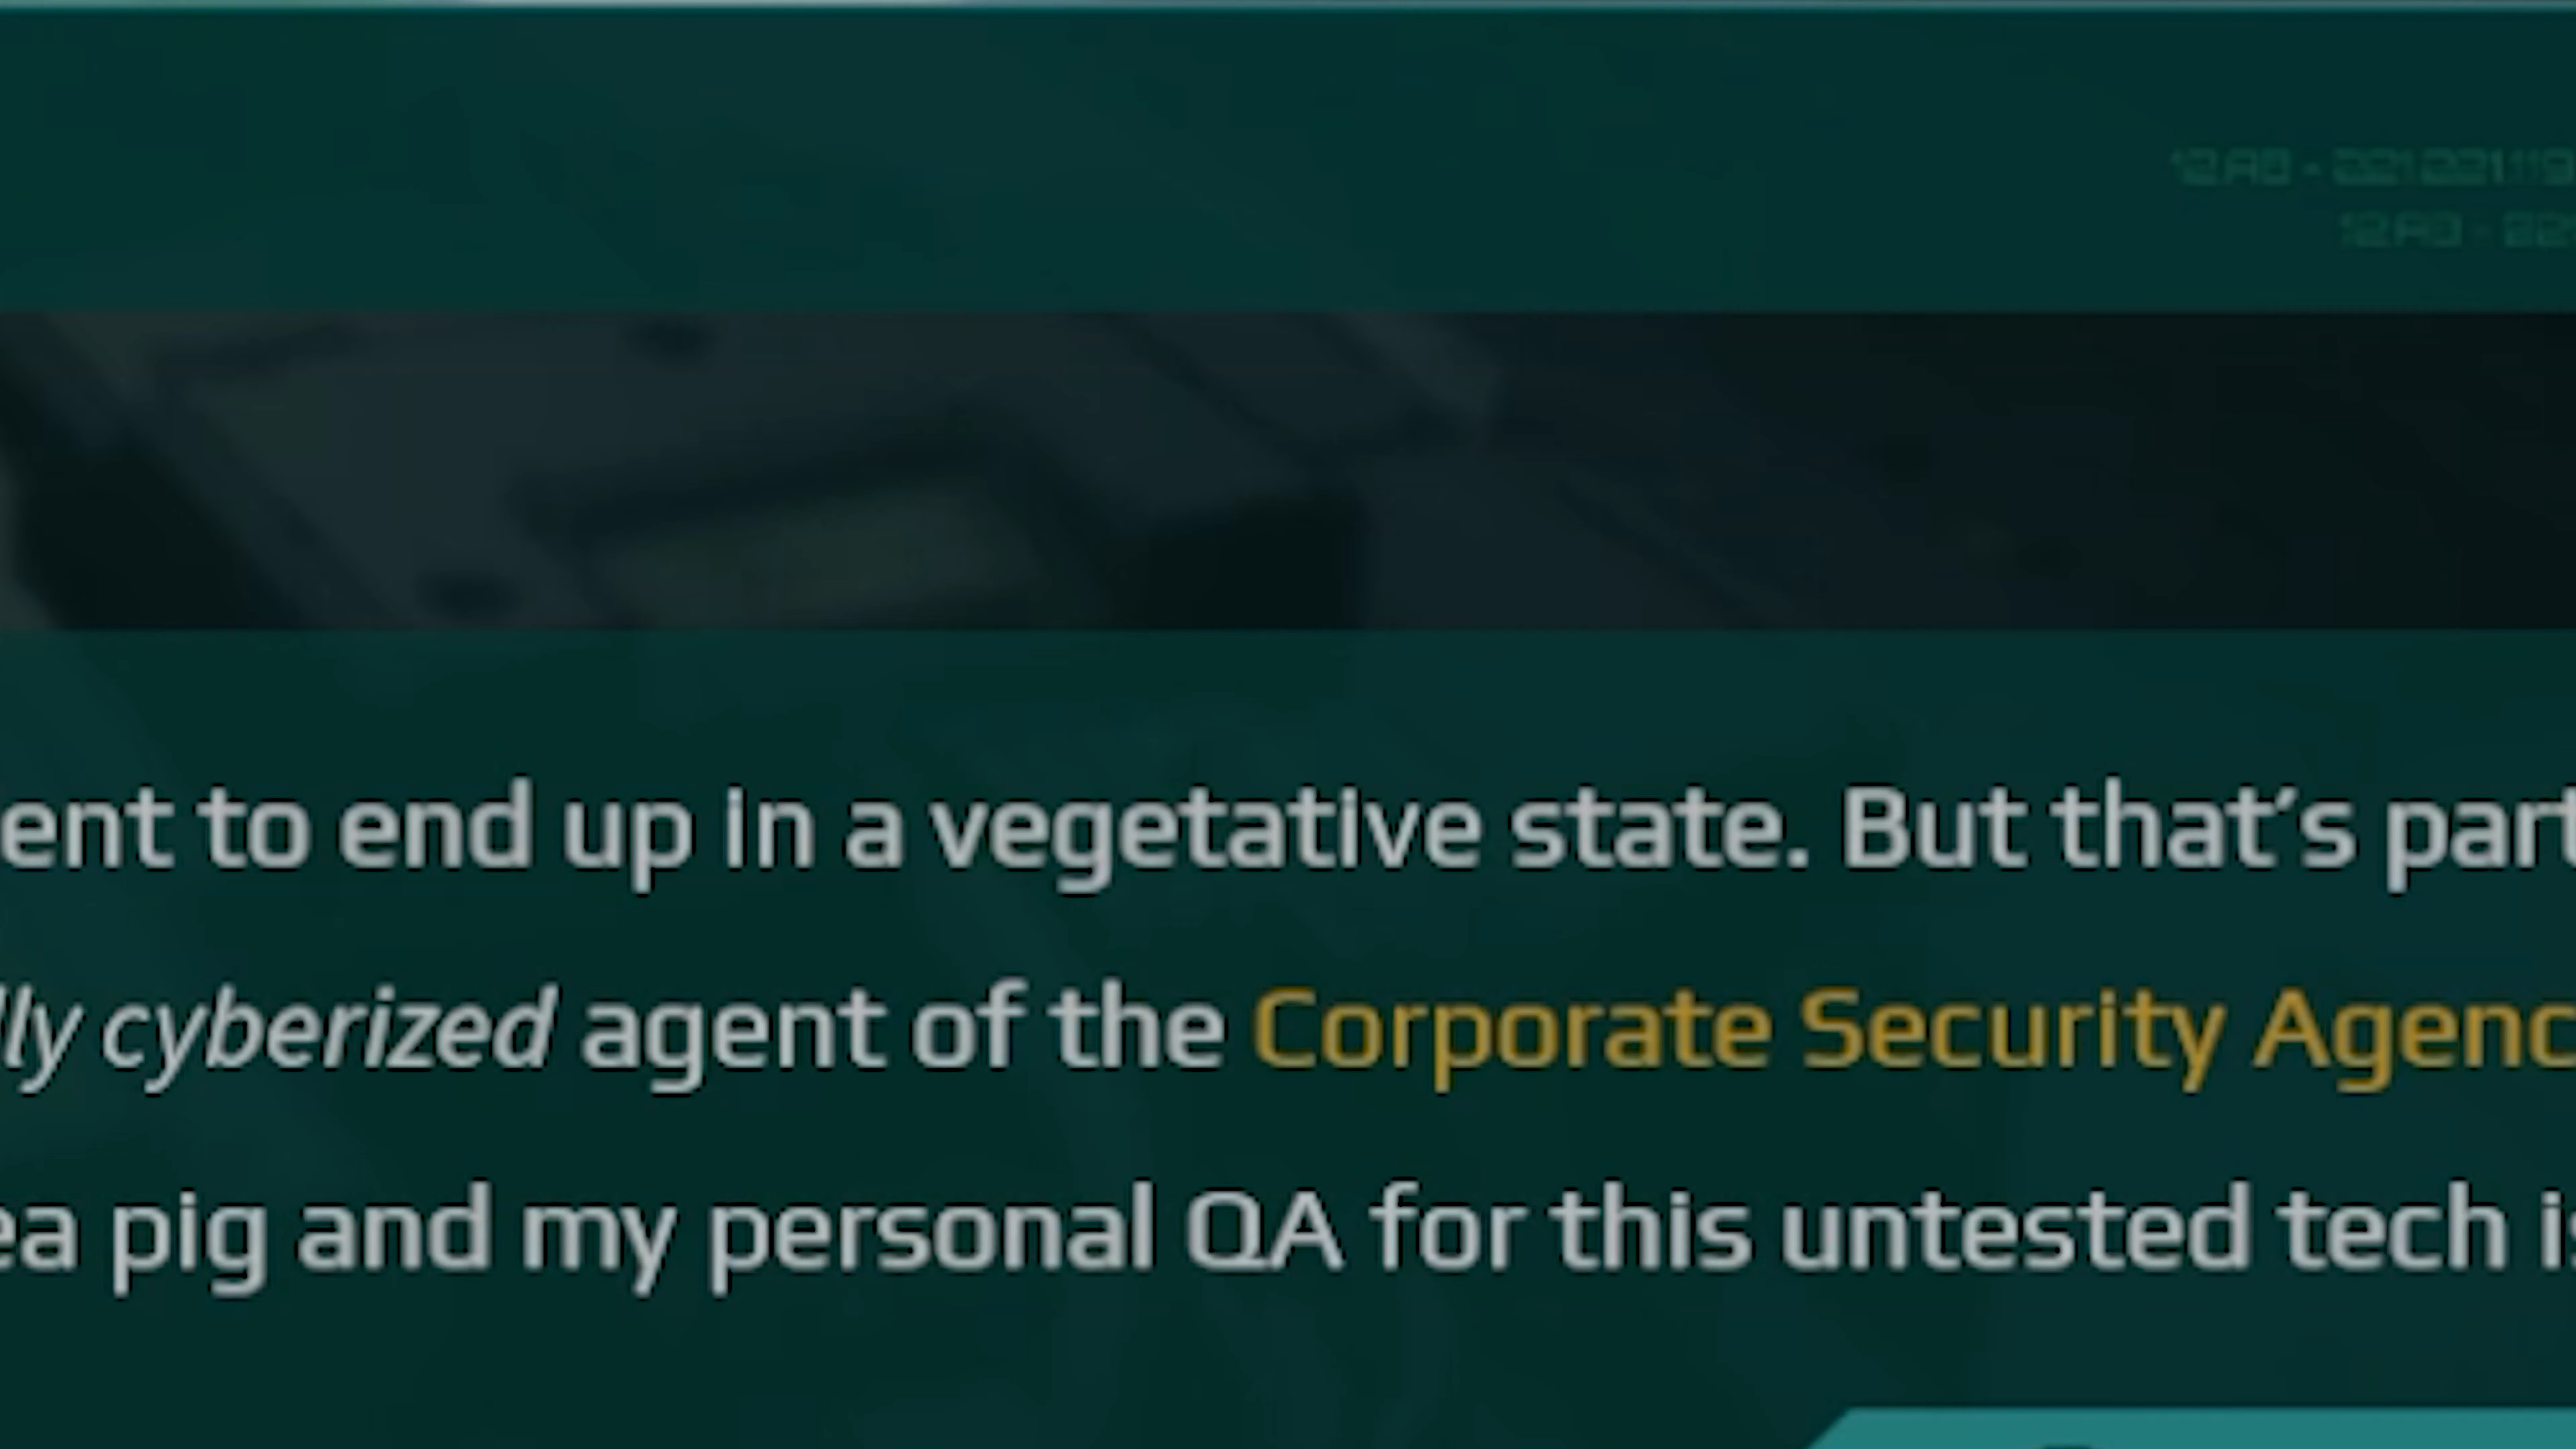 ent to end up in a vegetative state. But that’s part
lly cyberized agent of the Corporate Security Agenc
ea pig and my personal QA for this untested tech is